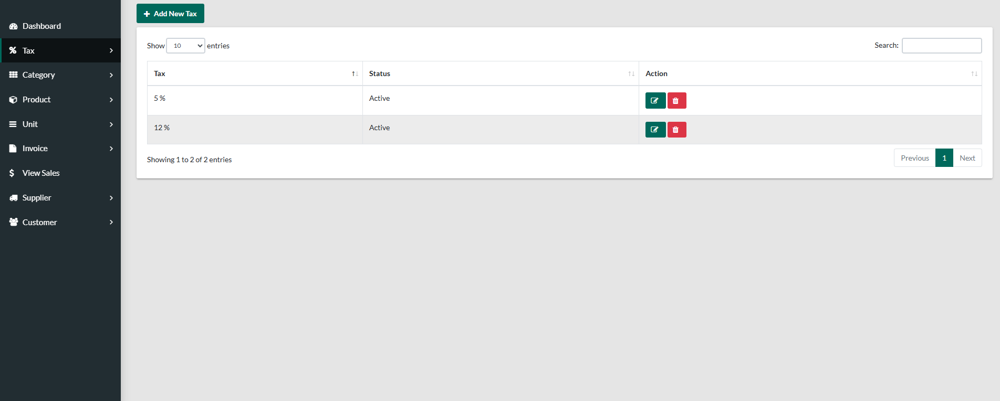 Dashboard
Tax
Category
Product
Unit
Invoice
View Sales
Supplier
Customer
Add New Tax
Show 10 entries
Search:
Tax Status Action
5 % Active
12 % Active
Showing 1 to 2 of 2 entries
Previous 1 Next